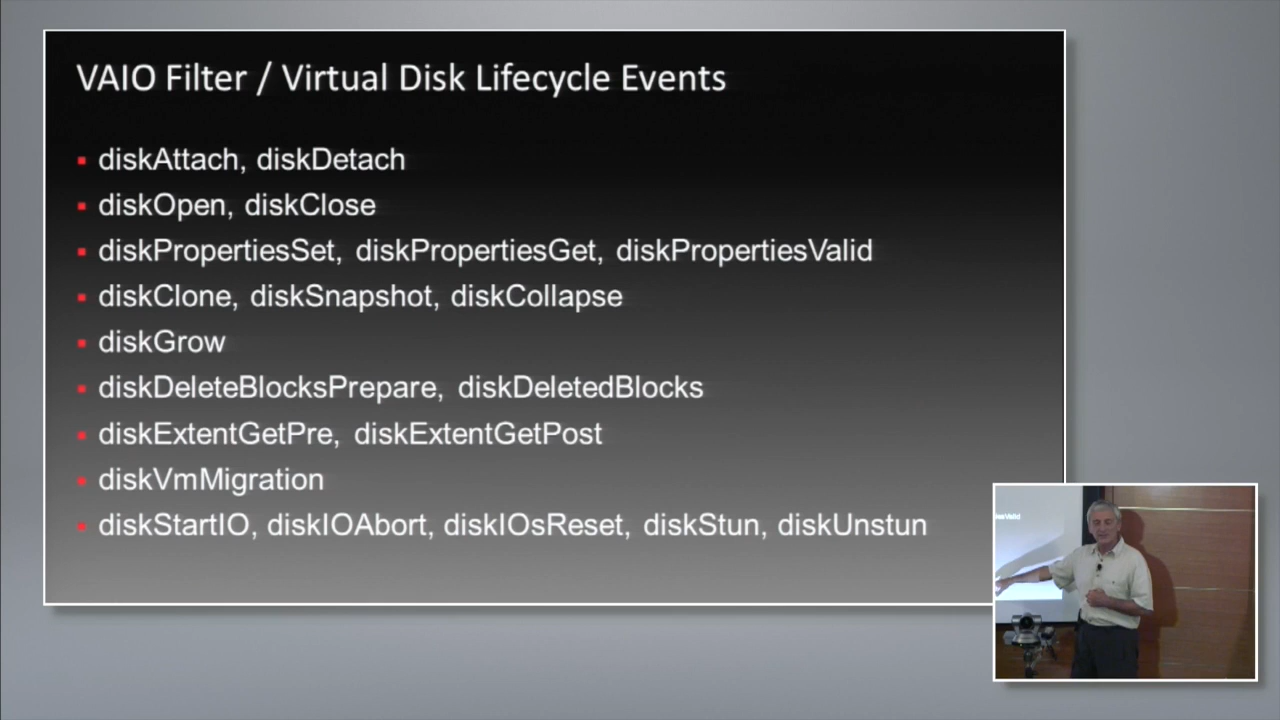 VAIO Filter / Virtual Disk Lifecycle Events
diskAttach, diskDetach
diskOpen, diskClose
diskPropertiesSet, diskPropertiesGet, diskPropertiesValid
diskClone, diskSnapshot, diskCollapse
diskGrow
diskDeleteBlocksPrepare, diskDeletedBlocks
diskExtentGetPre, diskExtentGetPost
diskVmMigration
diskStartIO, diskIOAbort, diskIOsReset, diskStun, diskUnstun